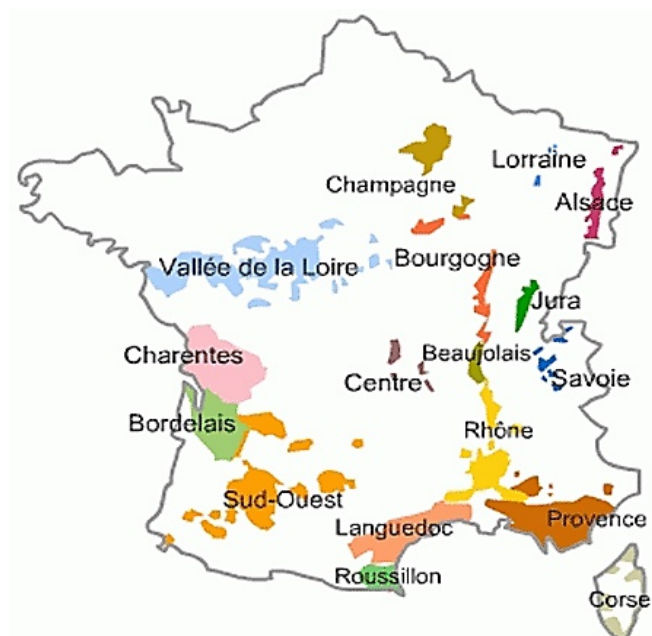 Lorraine
Champagne
Alsace
Bourgogne
Vallée de la Loire
Jura
Charentes
Beaujolais
Centre
Savoie
Bordelais
Rhône
Sud-Ouest
Provence
Languedoc
Roussillon
Corse